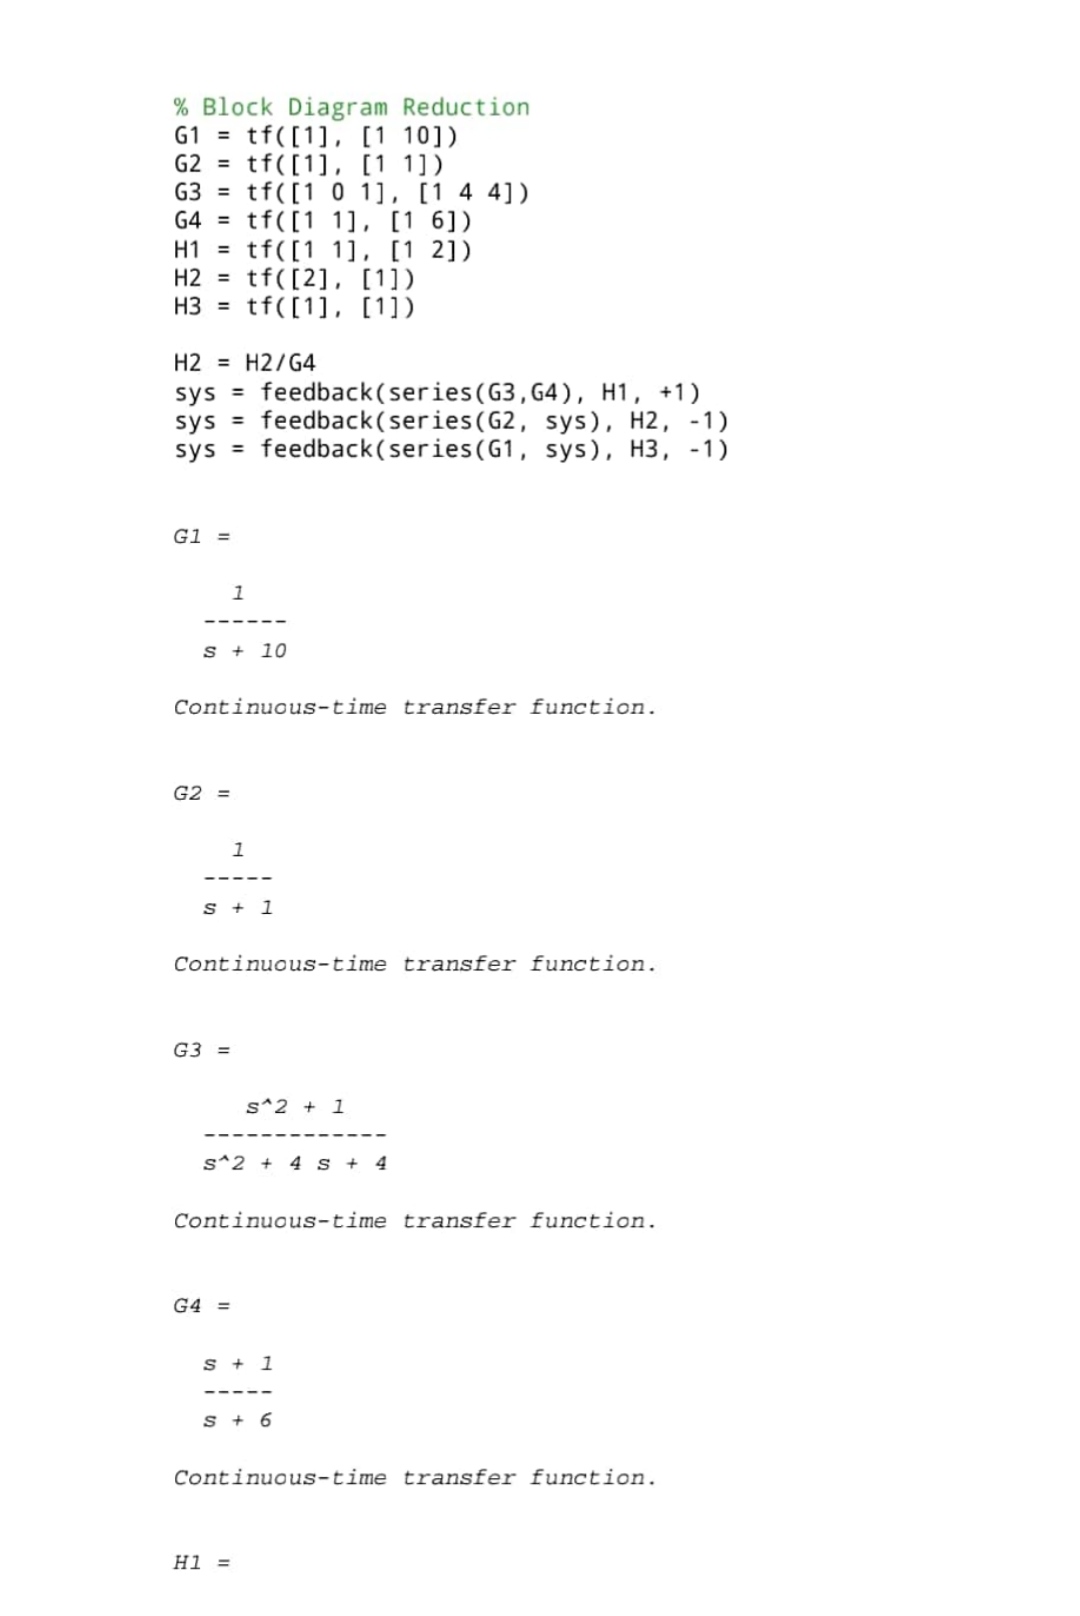 % Block Diagram Reduction
G1 = tf([1], [1 10])
G2 = tf([1], [1 1])
G3 = tf([1 0 1], [1 4 4])
G4 = tf([1 1], [1 6])
H1 = tf([1 1], [1 2])
H2 = tf([2], [1])
H3 = tf([1], [1])
H2 = H2/G4
sys = feedback(series(G3,G4), H1, +1)
sys = feedback(series(G2, sys), H2, -1)
sys = feedback(series(G1, sys), H3, -1)
G1 =
1
------
s + 10
Continuous-time transfer function.
G2 =
1
-----
s + 1
Continuous-time transfer function.
G3 =
s^2 + 1
-------------
s^2 + 4 s + 4
Continuous-time transfer function.
G4 =
s + 1
-----
s + 6
Continuous-time transfer function.
H1 =